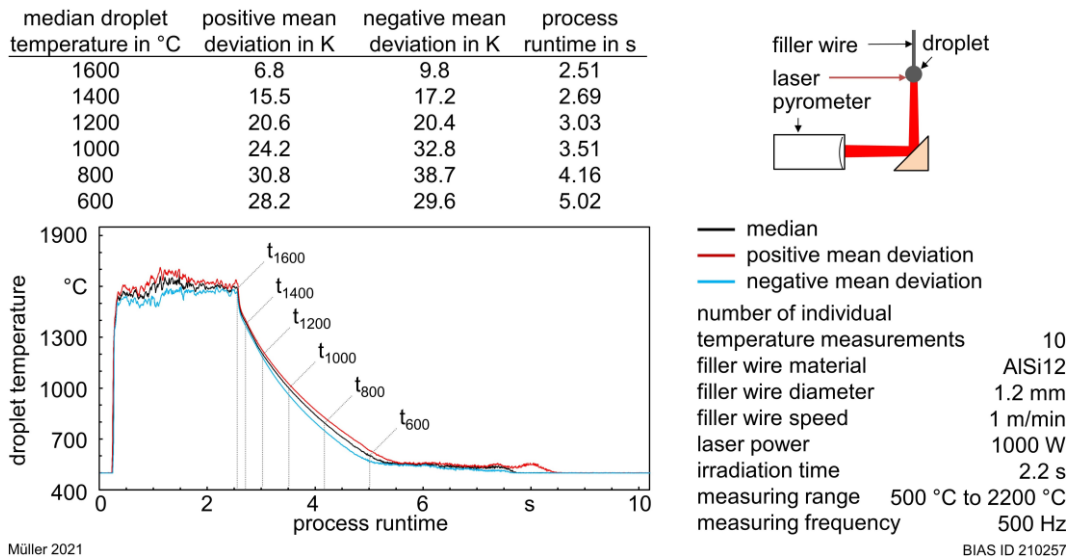 median droplet temperature in °C	positive mean deviation in K	negative mean deviation in K	process runtime in s
1600	6.8	9.8	2.51
1400	15.5	17.2	2.69
1200	20.6	20.4	3.03
1000	24.2	32.8	3.51
800	30.8	38.7	4.16
600	28.2	29.6	5.02
filler wire
droplet
laser
pyrometer
droplet temperature
1900
°C
1300
1000
700
400
t1600
t1400
t1200
t1000
t800
t600
0 2 4 6 s 10
process runtime
median
positive mean deviation
negative mean deviation
number of individual
temperature measurements 10
filler wire material AlSi12
filler wire diameter 1.2 mm
filler wire speed 1 m/min
laser power 1000 W
irradiation time 2.2 s
measuring range 500 °C to 2200 °C
measuring frequency 500 Hz
Müller 2021
BIAS ID 210257